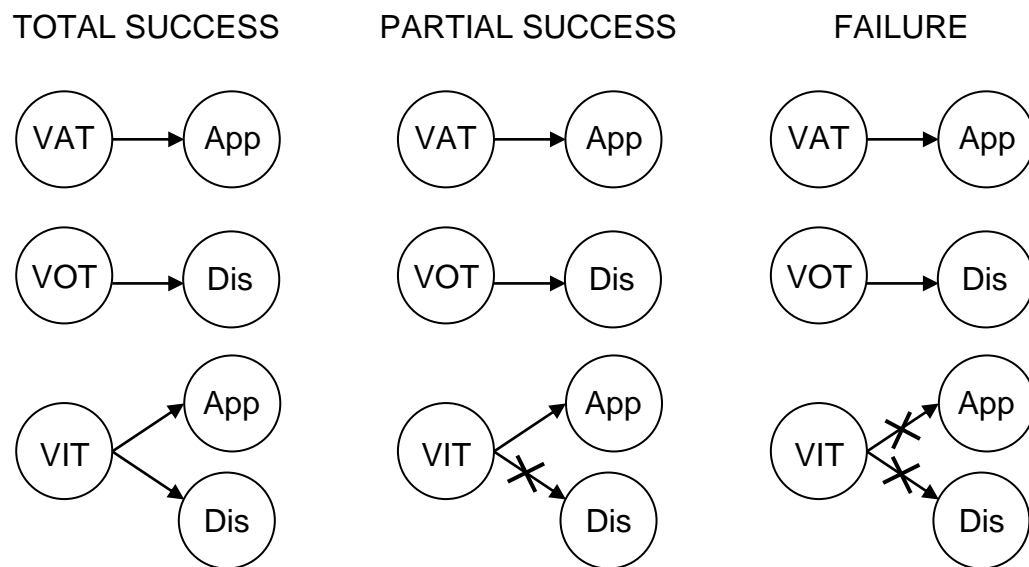 TOTAL SUCCESS PARTIAL SUCCESS FAILURE
VAT App VAT App VAT App
VOT Dis VOT Dis VOT Dis
App App App
VIT VIT VIT
Dis Dis Dis